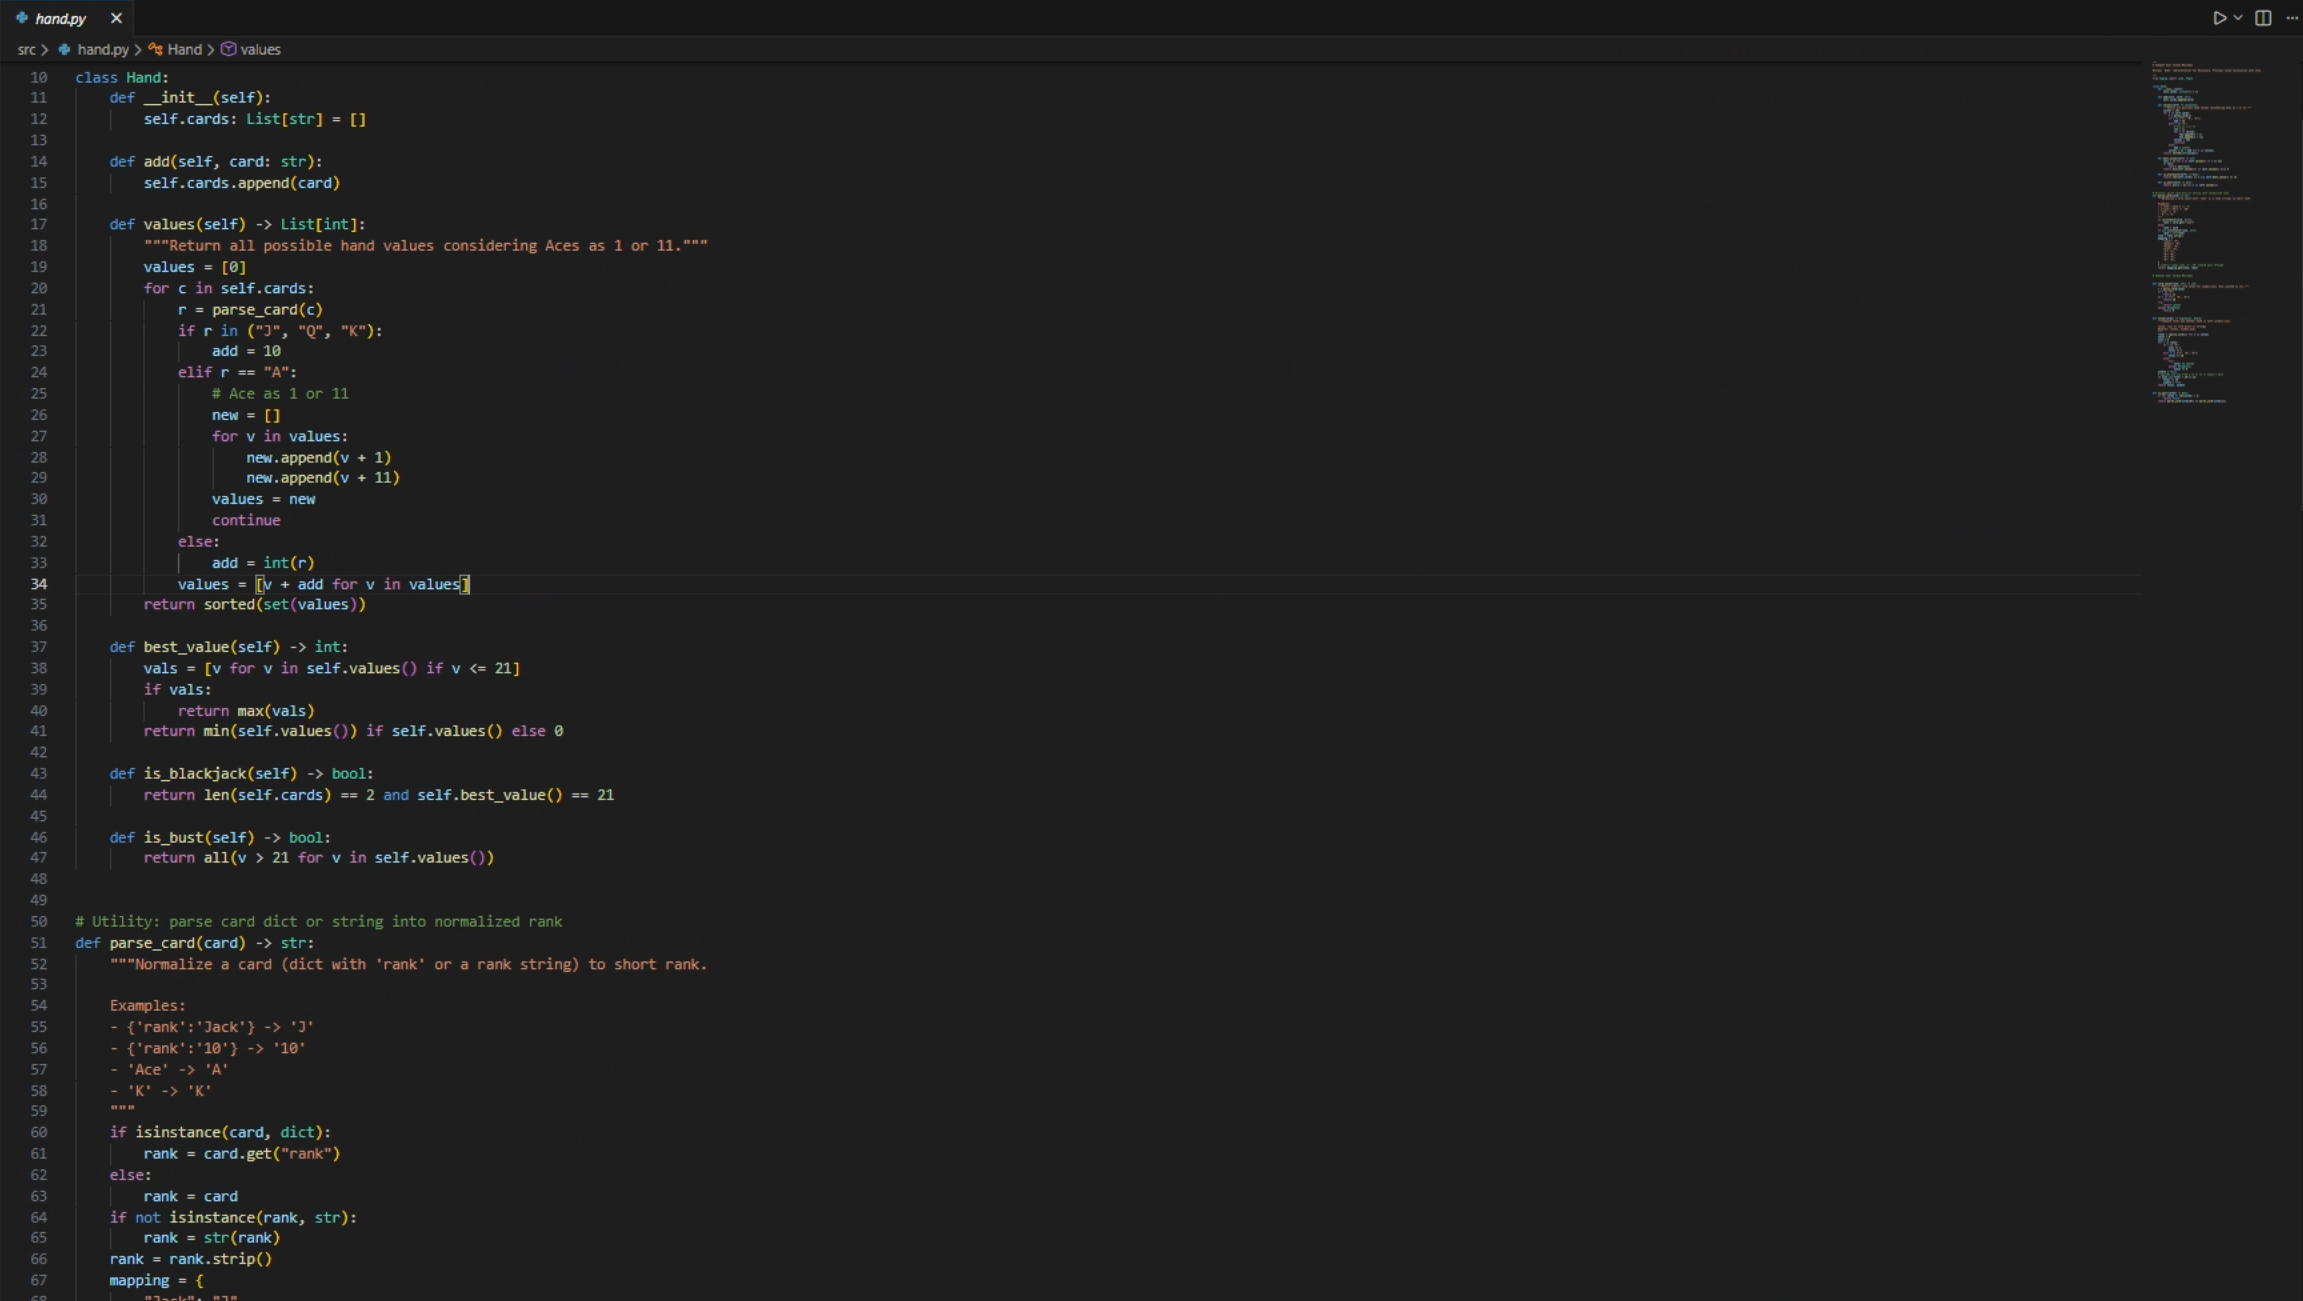 hand.py
src > hand.py > Hand > values
10 class Hand:
11     def __init__(self):
12         self.cards: List[str] = []
13
14     def add(self, card: str):
15         self.cards.append(card)
16
17     def values(self) -> List[int]:
18         """Return all possible hand values considering Aces as 1 or 11."""
19         values = [0]
20         for c in self.cards:
21             r = parse_card(c)
22             if r in ("J", "Q", "K"):
23                 add = 10
24             elif r == "A":
25                 # Ace as 1 or 11
26                 new = []
27                 for v in values:
28                     new.append(v + 1)
29                     new.append(v + 11)
30                 values = new
31                 continue
32             else:
33                 add = int(r)
34             values = [v + add for v in values]
35         return sorted(set(values))
36
37     def best_value(self) -> int:
38         vals = [v for v in self.values() if v <= 21]
39         if vals:
40             return max(vals)
41         return min(self.values()) if self.values() else 0
42
43     def is_blackjack(self) -> bool:
44         return len(self.cards) == 2 and self.best_value() == 21
45
46     def is_bust(self) -> bool:
47         return all(v > 21 for v in self.values())
48
49
50 # Utility: parse card dict or string into normalized rank
51 def parse_card(card) -> str:
52     """Normalize a card (dict with 'rank' or a rank string) to short rank.
53
54     Examples:
55     - {'rank':'Jack'} -> 'J'
56     - {'rank':'10'} -> '10'
57     - 'Ace' -> 'A'
58     - 'K' -> 'K'
59     """
60     if isinstance(card, dict):
61         rank = card.get("rank")
62     else:
63         rank = card
64     if not isinstance(rank, str):
65         rank = str(rank)
66     rank = rank.strip()
67     mapping = {
68         "Jack": "J"